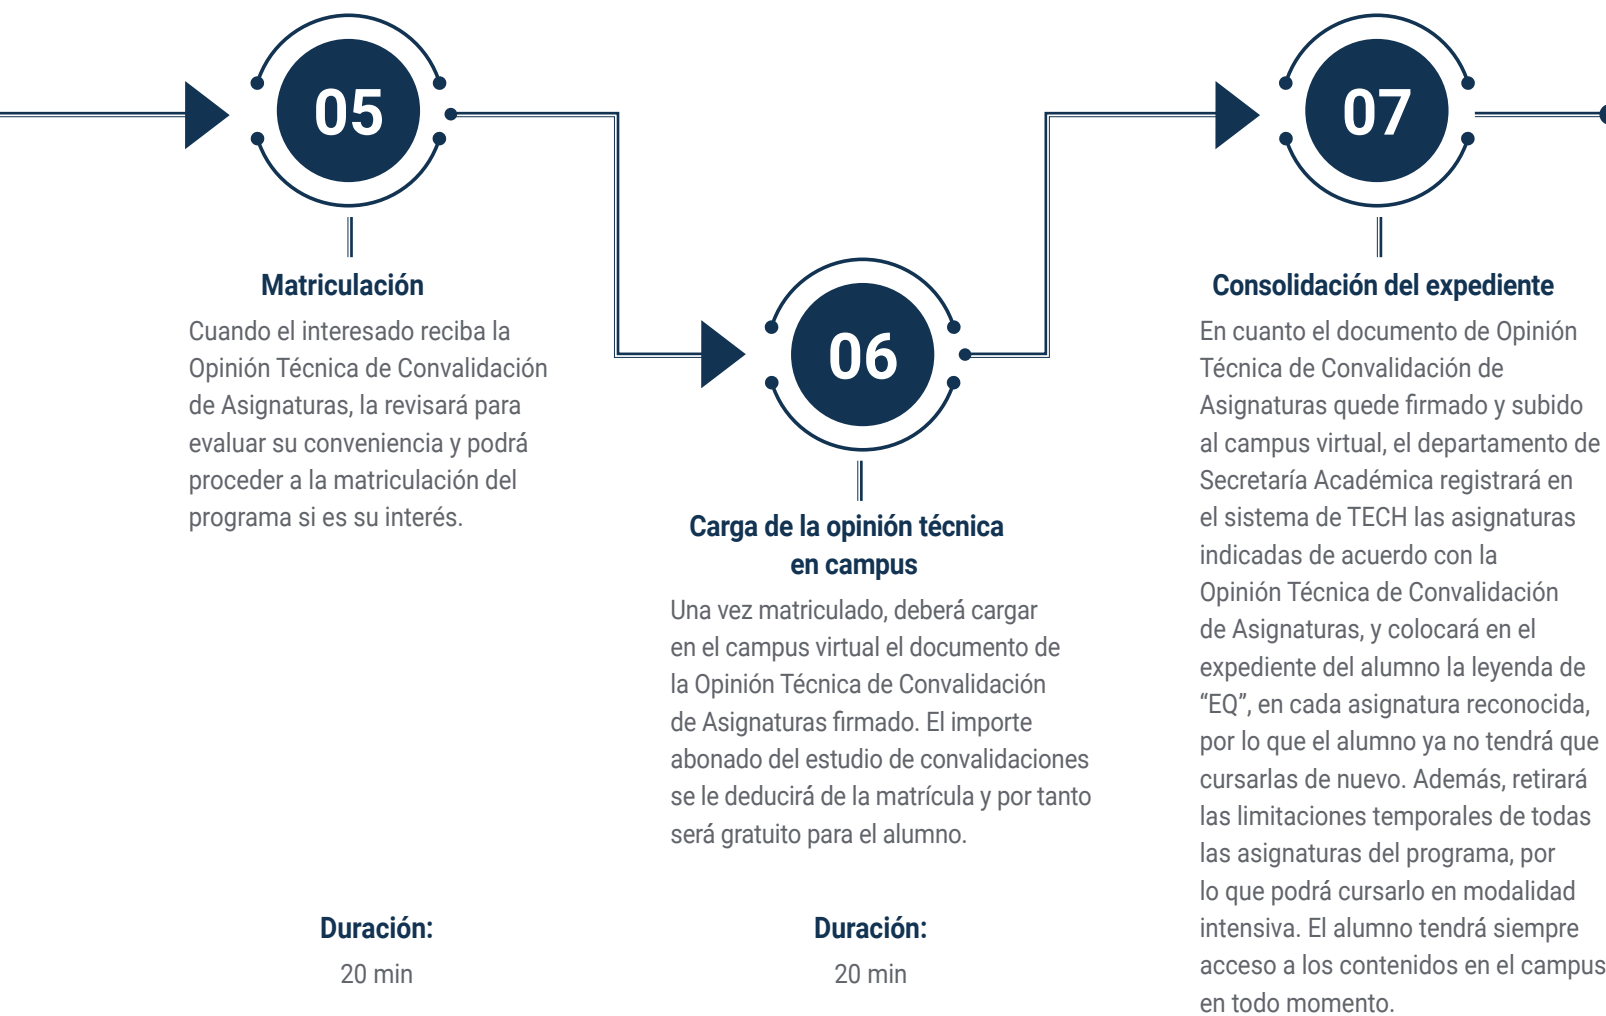 05
Matriculación
Cuando el interesado reciba la
Opinión Técnica de Convalidación
de Asignaturas, la revisará para
evaluar su conveniencia y podrá
proceder a la matriculación del
programa si es su interés.
Duración:
20 min
06
Carga de la opinión técnica
en campus
Una vez matriculado, deberá cargar
en el campus virtual el documento de
la Opinión Técnica de Convalidación
de Asignaturas firmado. El importe
abonado del estudio de convalidaciones
se le deducirá de la matrícula y por tanto
será gratuito para el alumno.
Duración:
20 min
07
Consolidación del expediente
En cuanto el documento de Opinión
Técnica de Convalidación de
Asignaturas quede firmado y subido
al campus virtual, el departamento de
Secretaría Académica registrará en
el sistema de TECH las asignaturas
indicadas de acuerdo con la
Opinión Técnica de Convalidación
de Asignaturas, y colocará en el
expediente del alumno la leyenda de
“EQ”, en cada asignatura reconocida,
por lo que el alumno ya no tendrá que
cursarlas de nuevo. Además, retirará
las limitaciones temporales de todas
las asignaturas del programa, por
lo que podrá cursarlo en modalidad
intensiva. El alumno tendrá siempre
acceso a los contenidos en el campus
en todo momento.